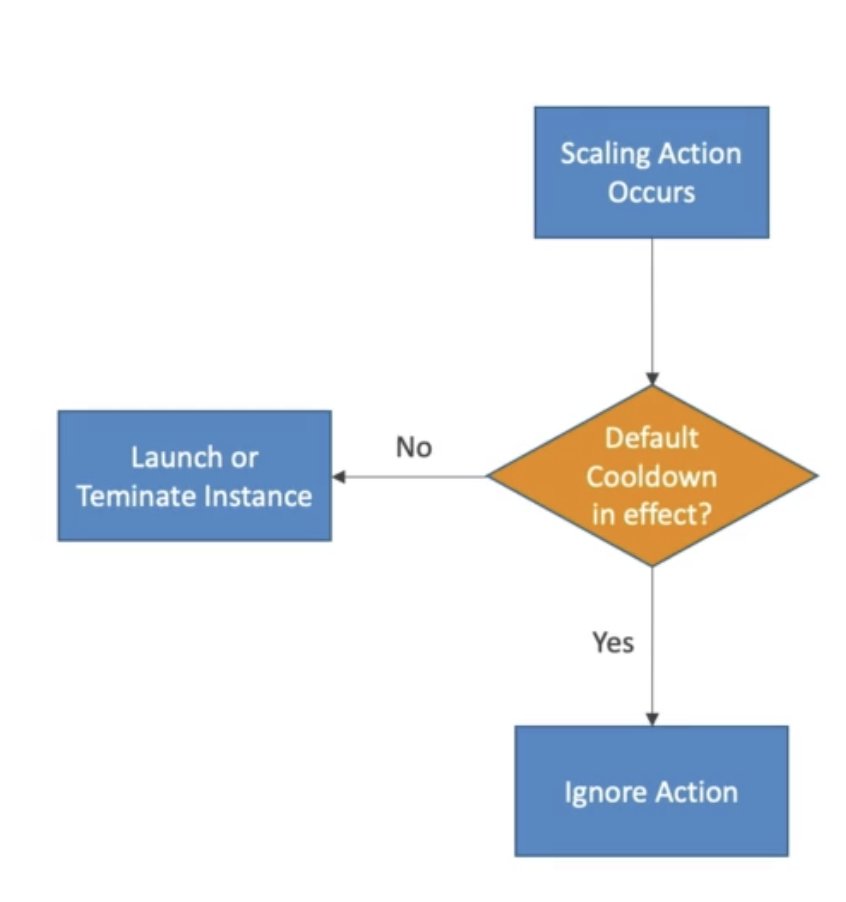 Scaling Action
Occurs
Default
Cooldown
in effect?
No
Launch or
Teminate Instance
Yes
Ignore Action